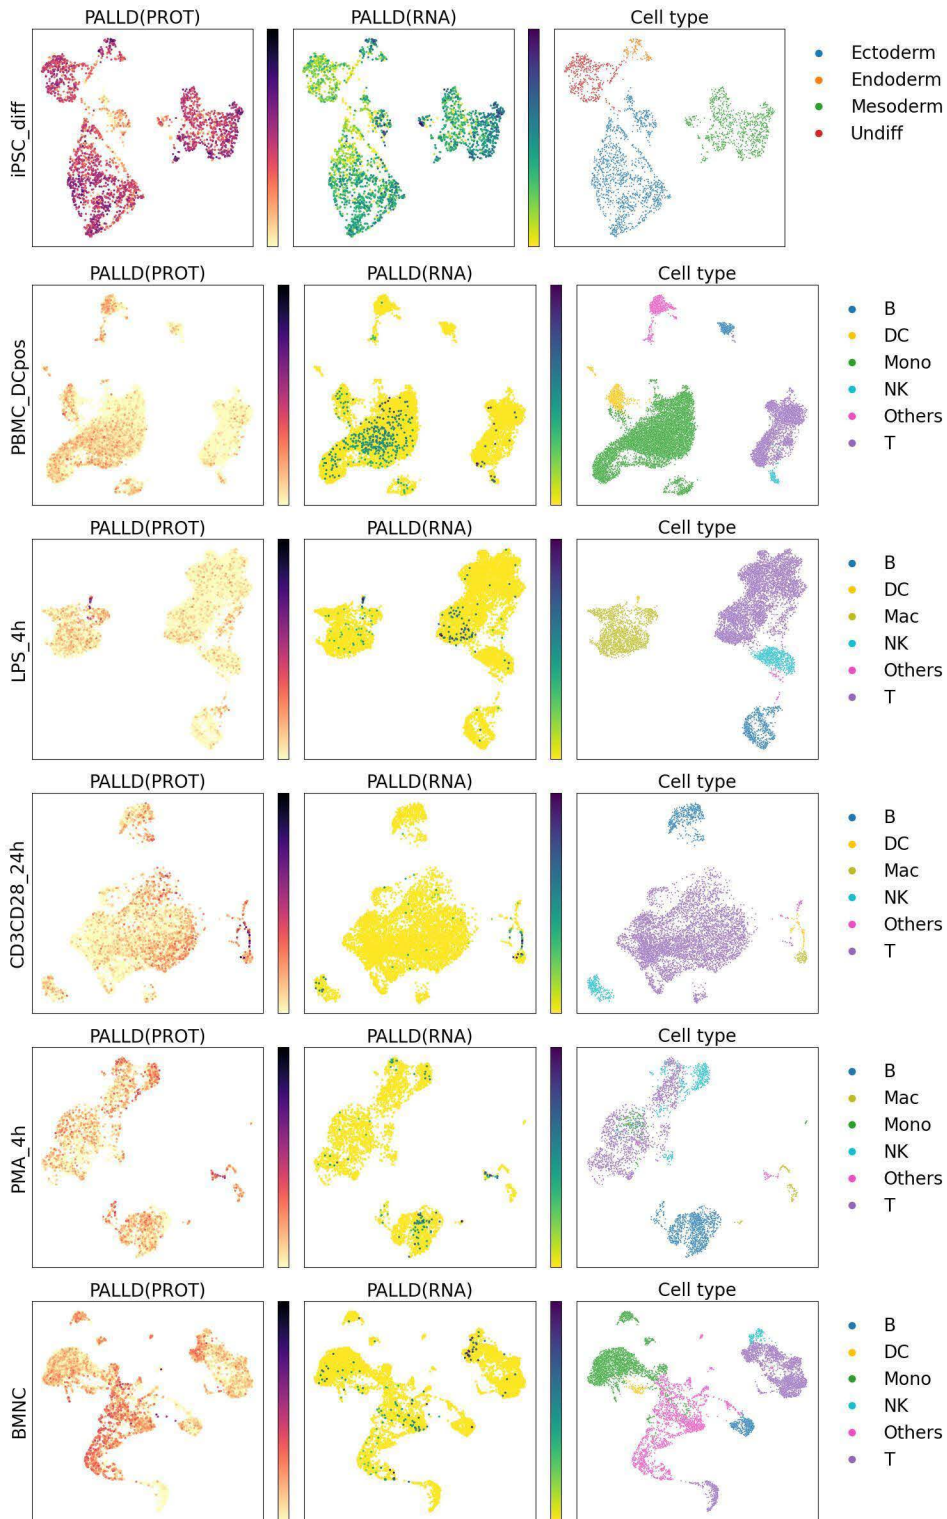 PALLD(PROT) PALLD(RNA) Cell type
iPSC_diff
Ectoderm
Endoderm
Mesoderm
Undiff
PALLD(PROT) PALLD(RNA) Cell type
PBMC_DCpos
B
DC
Mono
NK
Others
T
PALLD(PROT) PALLD(RNA) Cell type
LPS_4h
B
DC
Mac
NK
Others
T
PALLD(PROT) PALLD(RNA) Cell type
CD3CD28_24h
B
DC
Mac
NK
Others
T
PALLD(PROT) PALLD(RNA) Cell type
PMA_4h
B
Mac
Mono
NK
Others
T
PALLD(PROT) PALLD(RNA) Cell type
BMNC
B
DC
Mono
NK
Others
T